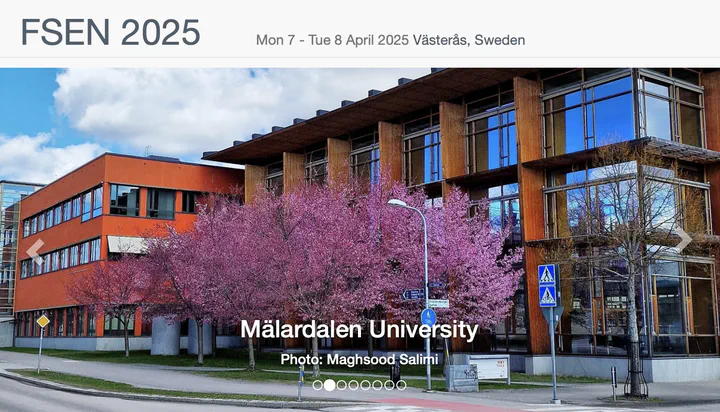 FSEN 2025
Mon 7 - Tue 8 April 2025 Västerås, Sweden
Mälardalen University
Photo: Maghsood Salimi